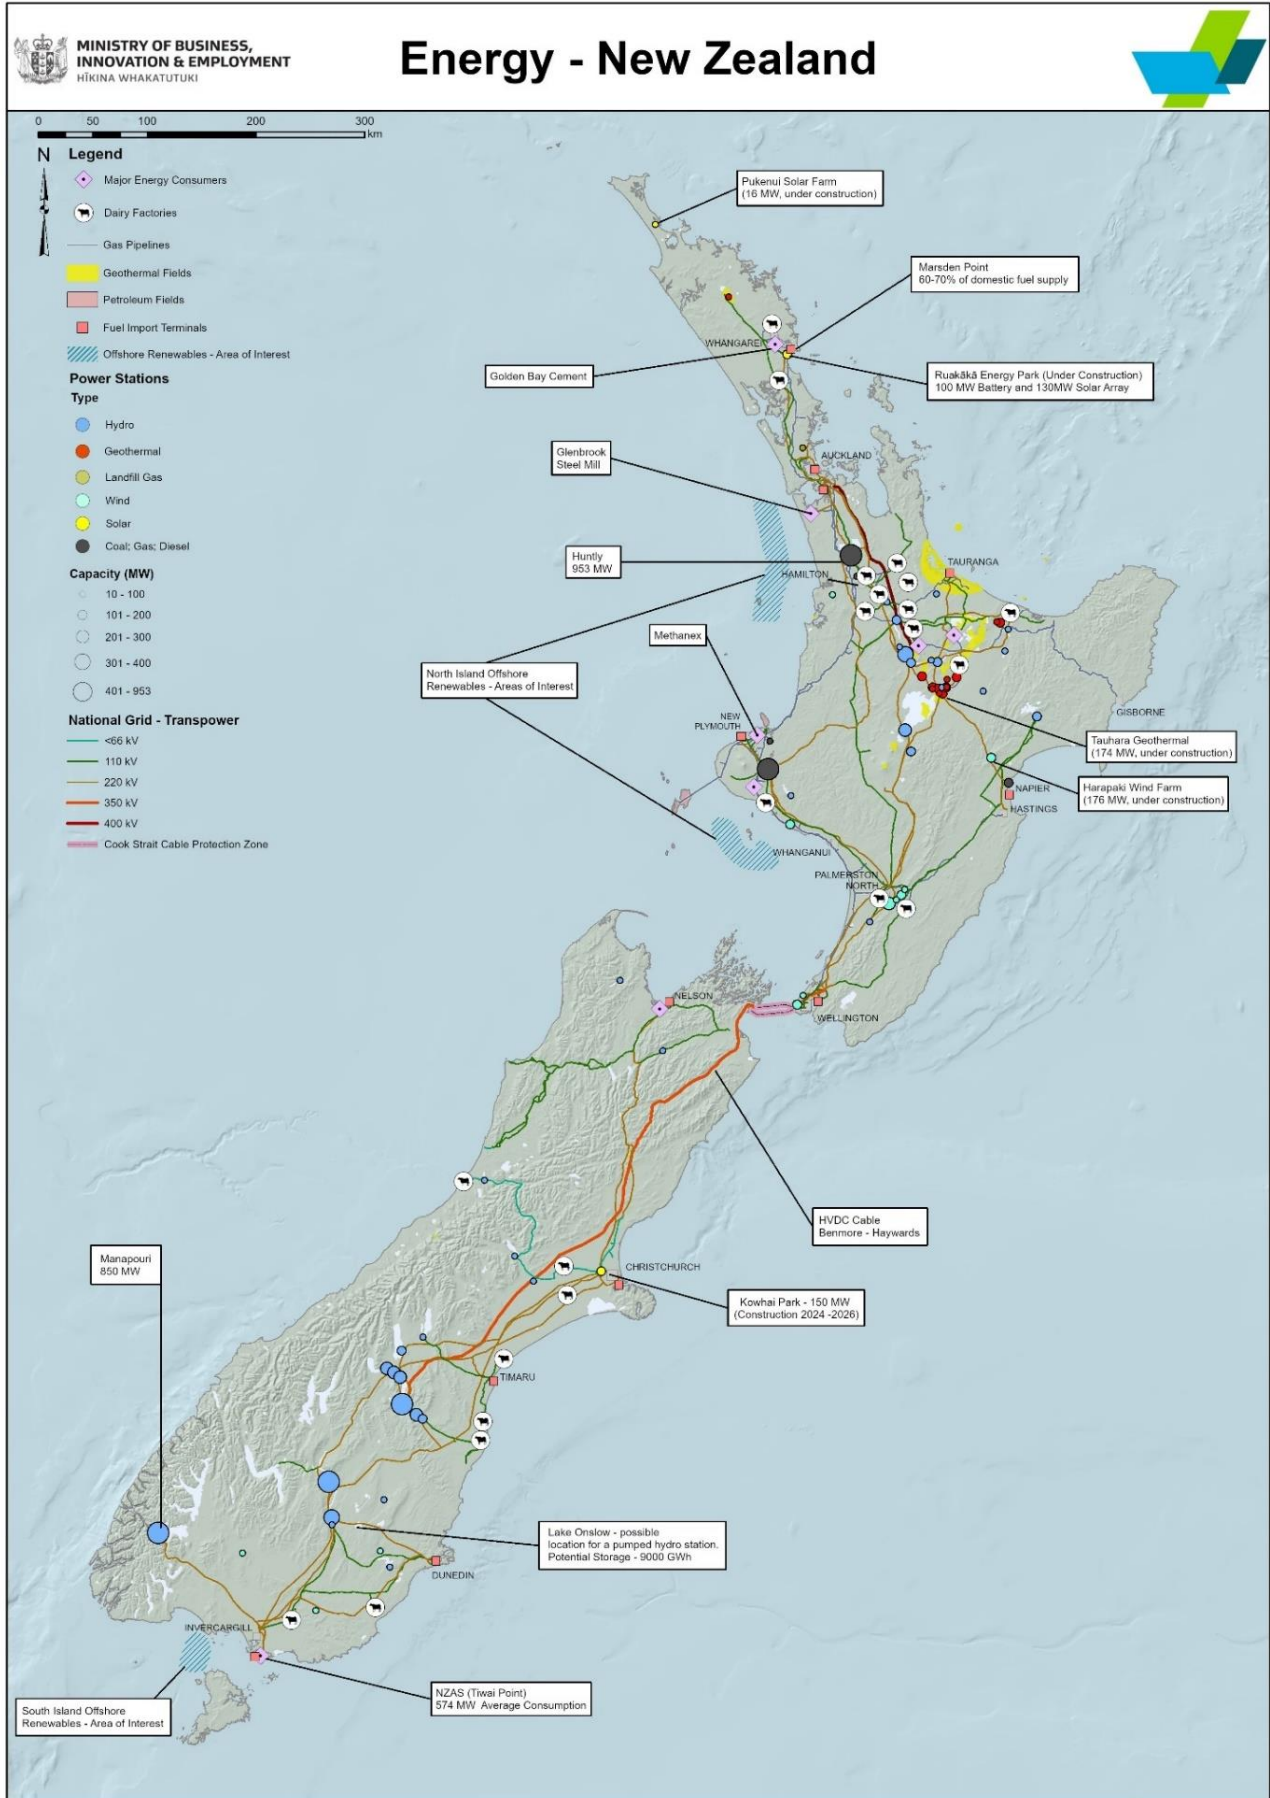 MINISTRY OF BUSINESS,
INNOVATION & EMPLOYMENT
HĪKINA WHAKATUTUKI
Energy - New Zealand
0 50 100 200 300
km
N
Legend
Major Energy Consumers
Dairy Factories
Gas Pipelines
Geothermal Fields
Petroleum Fields
Fuel Import Terminals
Offshore Renewables - Area of Interest
Power Stations
Type
Hydro
Geothermal
Landfill Gas
Wind
Solar
Coal; Gas; Diesel
Capacity (MW)
10 - 100
101 - 200
201 - 300
301 - 400
401 - 953
National Grid - Transpower
<66 kV
110 kV
220 kV
350 kV
400 kV
Cook Strait Cable Protection Zone
Pukenui Solar Farm
(16 MW, under construction)
Marsden Point
60-70% of domestic fuel supply
WHANGAREI
Golden Bay Cement
Ruakākā Energy Park (Under Construction)
100 MW Battery and 130MW Solar Array
Glenbrook
Steel Mill
AUCKLAND
Huntly
953 MW
HAMILTON
TAURANGA
Methanex
North Island Offshore
Renewables - Areas of Interest
NEW
PLYMOUTH
GISBORNE
Tauhara Geothermal
(174 MW, under construction)
Harapaki Wind Farm
(176 MW, under construction)
NAPIER
HASTINGS
WHANGANUI
PALMERSTON
NORTH
NELSON
WELLINGTON
HVDC Cable
Benmore - Haywards
Manapouri
850 MW
CHRISTCHURCH
Kowhai Park - 150 MW
(Construction 2024 -2026)
TIMARU
Lake Onslow - possible
location for a pumped hydro station.
Potential Storage - 9000 GWh
DUNEDIN
INVERCARGILL
NZAS (Tiwai Point)
574 MW Average Consumption
South Island Offshore
Renewables - Area of Interest